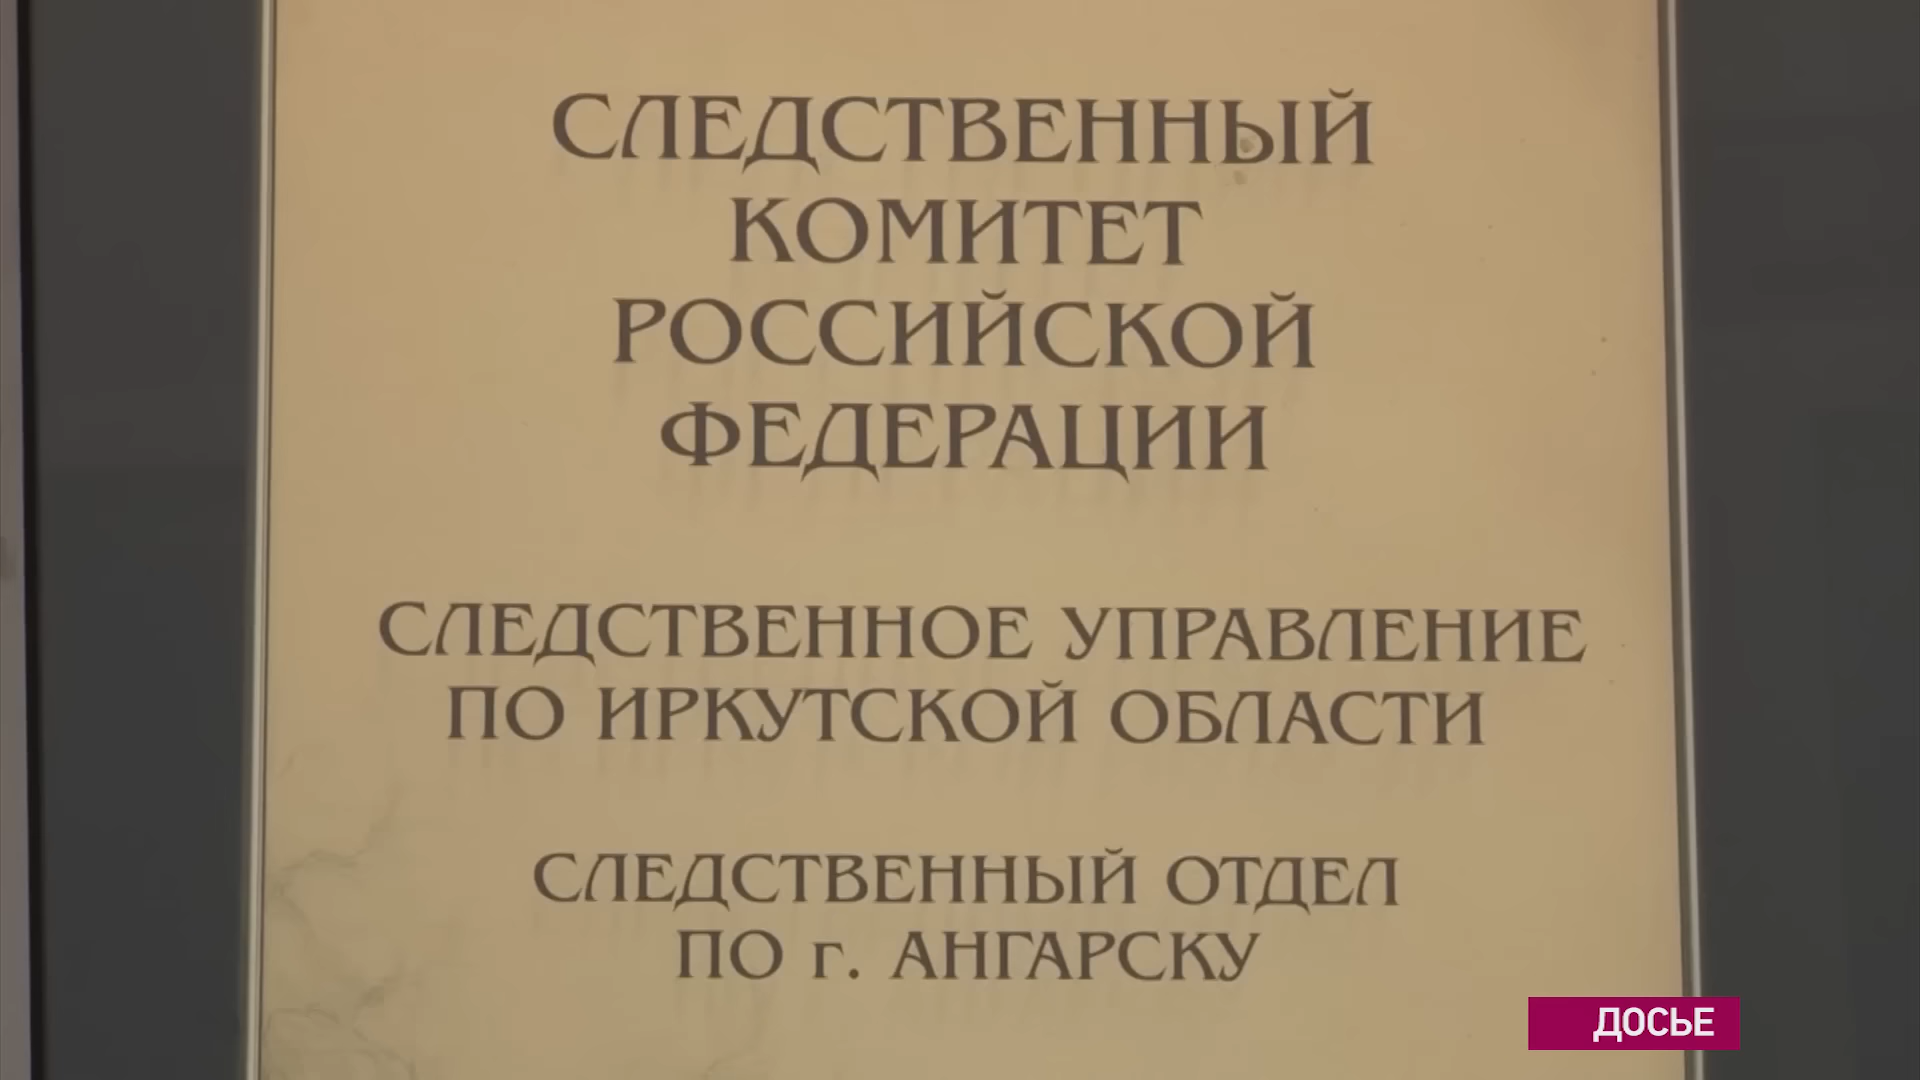 СЛЕДСТВЕННЫЙ
КОМИТЕТ
РОССИЙСКОЙ
ФЕДЕРАЦИИ
СЛЕДСТВЕННОЕ УПРАВЛЕНИЕ
ПО ИРКУТСКОЙ ОБЛАСТИ
СЛЕДСТВЕННЫЙ ОТДЕЛ
ПО г. АНГАРСКУ
ДОСЬЕ